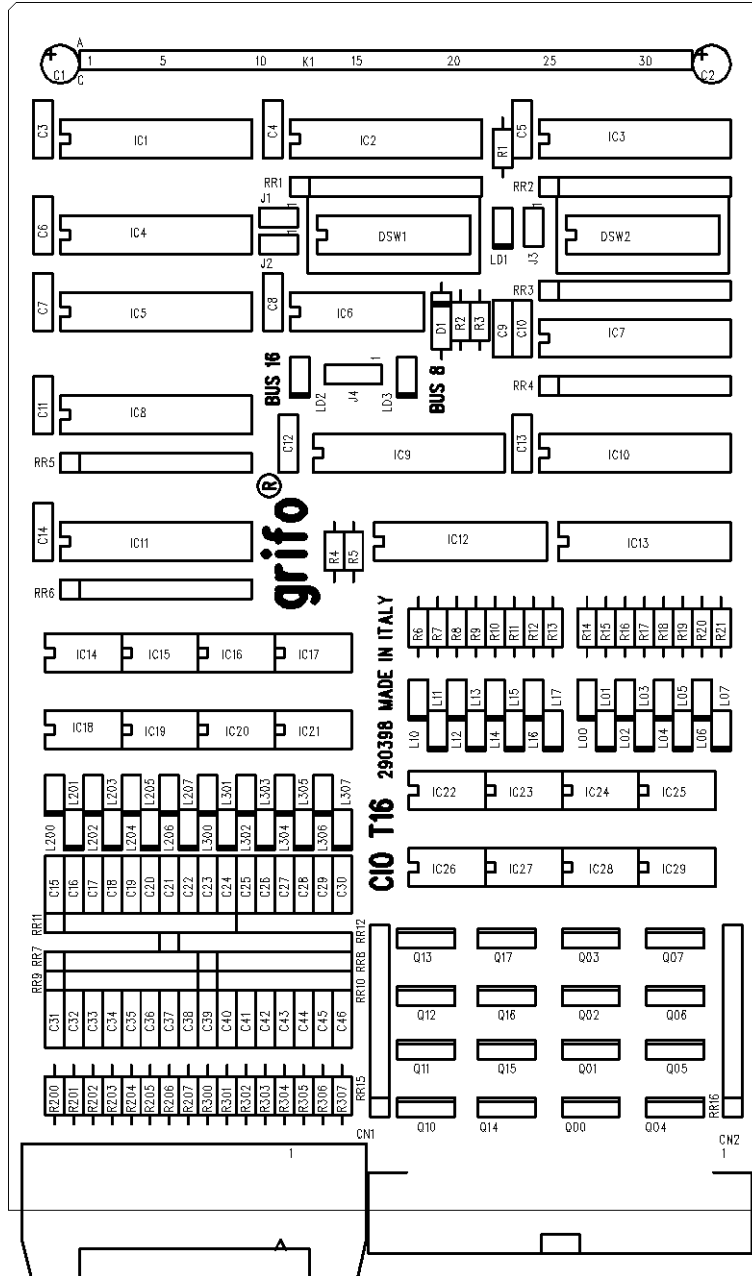 A
C1 1 5 10 K1 15 20 25 30 C2
C
C3 IC1 C4 IC2 R1 C5 IC3
RR1 RR2
J1 1 1
C6 IC4 1 DSW1 DSW2
J2 LD1 J3
RR3
C7 IC5 C8 IC6 D1 R2 R3 C9 C10 IC7
BUS 16 LD2 1 J4 LD3 BUS 8
RR4
C11 IC8 C12 IC9 C13 IC10
RR5
®
grifo
C14 IC11 R4 R5 IC12 IC13
RR6
290398 MADE IN ITALY
R6 R7 R8 R9 R10 R11 R12 R13 R14 R15 R16 R17 R18 R19 R20 R21
IC14 IC15 IC16 IC17
L11 L13 L15 L17 L01 L03 L05 L07
L10 L12 L14 L16 L00 L02 L04 L06
IC18 IC19 IC20 IC21
CIO T16
IC22 IC23 IC24 IC25
L201 L203 L205 L207 L301 L303 L305 L307
L200 L202 L204 L206 L300 L302 L304 L306
IC26 IC27 IC28 IC29
C15 C16 C17 C18 C19 C20 C21 C22 C23 C24 C25 C26 C27 C28 C29 C30
RR11 RR12
RR7 RR8
RR9 RR10
Q13 Q17 Q03 Q07
Q12 Q16 Q02 Q06
C31 C32 C33 C34 C35 C36 C37 C38 C39 C40 C41 C42 C43 C44 C45 C46
Q11 Q15 Q01 Q05
R200 R201 R202 R203 R204 R205 R206 R207 R300 R301 R302 R303 R304 R305 R306 R307
RR15 RR16
Q10 Q14 Q00 Q04
CN1 CN2
1 1
A